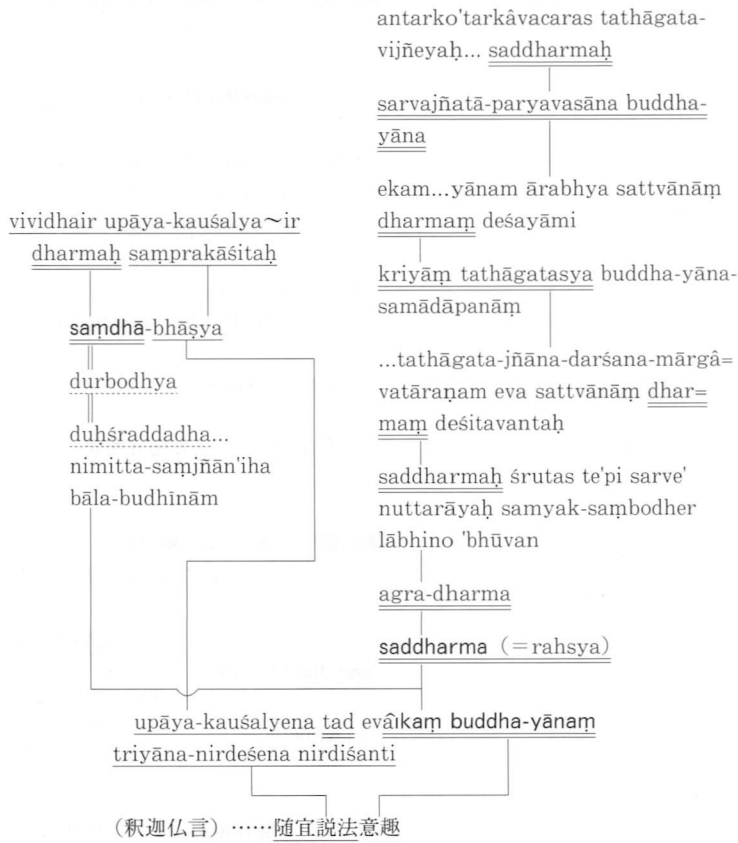 antarko'tarkâvacaras tathāgata-
vijñeyaḥ... saddharmaḥ
sarvajñatā-paryavasāna buddha-
yāna
ekam...yānam ārabhya sattvānāṃ
dharmaṃ deśayāmi
kriyāṃ tathāgatasya buddha-yāna-
samādāpanāṃ
...tathāgata-jñāna-darśana-mārgâ=
vatāraṇam eva sattvānāṃ dhar=
maṃ deśitavantaḥ
saddharmaḥ śrutas te'pi sarve'
nuttarāyaḥ samyak-saṃbodher
lābhino 'bhūvan
agra-dharma
saddharma (=rahsya)
vividhair upāya-kauśalya～ir
dharmaḥ saṃprakāśitaḥ
saṃdhā-bhāṣya
durbodhya
duḥśraddadha...
nimitta-saṃjñān'iha
bāla-budhīnām
upāya-kauśalyena tad evâikaṃ buddha-yānaṃ
triyāna-nirdeśena nirdiśanti
（釈迦仏言）……随宜説法意趣